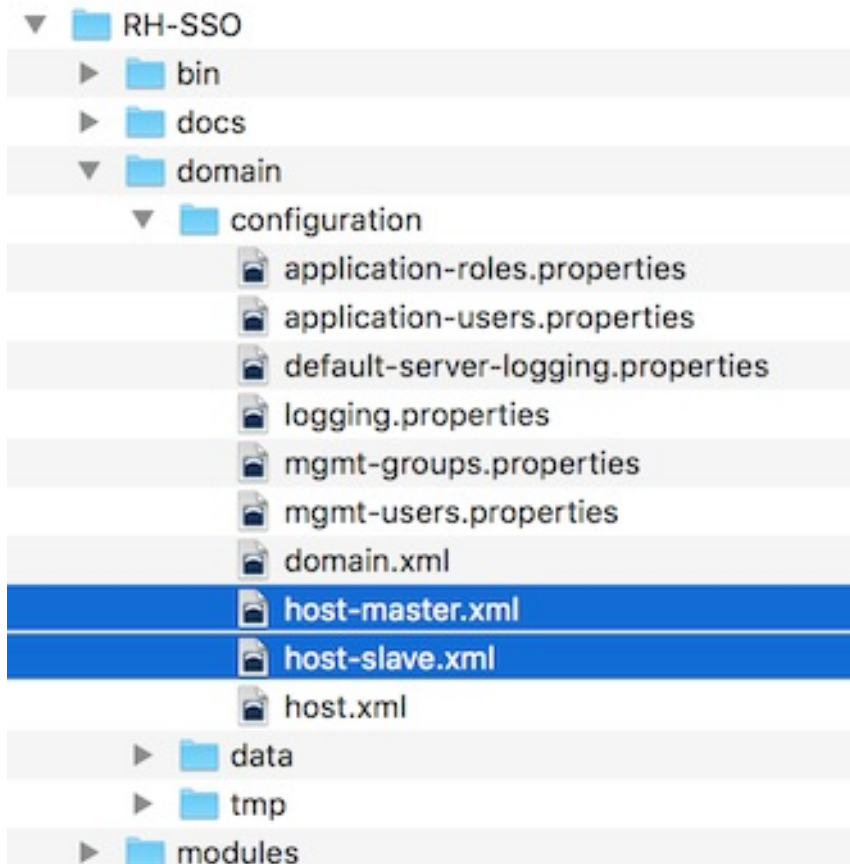 RH-SSO
bin
docs
domain
configuration
application-roles.properties
application-users.properties
default-server-logging.properties
logging.properties
mgmt-groups.properties
mgmt-users.properties
domain.xml
host-master.xml
host-slave.xml
host.xml
data
tmp
modules